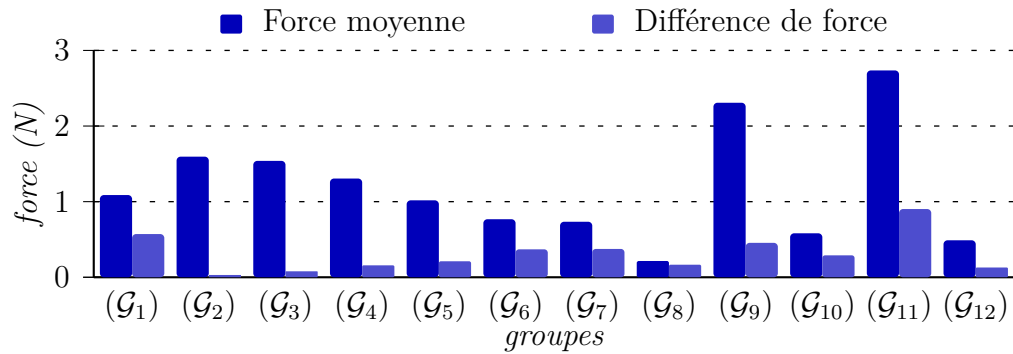 Force moyenne Différence de force
3
2
1
0
force (N)
(𝒢₁) (𝒢₂) (𝒢₃) (𝒢₄) (𝒢₅) (𝒢₆) (𝒢₇) (𝒢₈) (𝒢₉) (𝒢₁₀) (𝒢₁₁) (𝒢₁₂)
groupes